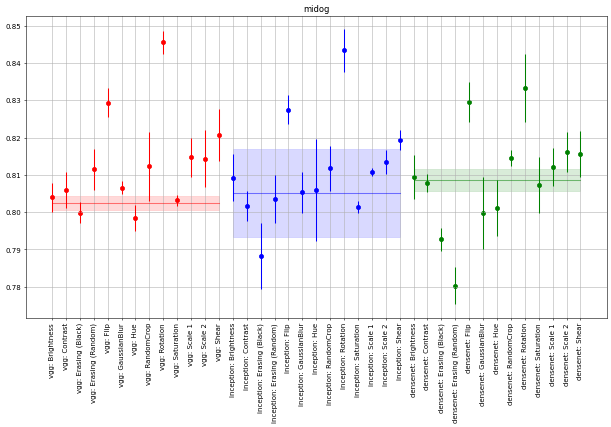 midog
0.85
0.84
0.83
0.82
0.81
0.80
0.79
0.78
vgg: Brightness
vgg: Contrast
vgg: Erasing (Black)
vgg: Erasing (Random)
vgg: Flip
vgg: GaussianBlur
vgg: Hue
vgg: RandomCrop
vgg: Rotation
vgg: Saturation
vgg: Scale 1
vgg: Scale 2
vgg: Shear
inception: Brightness
inception: Contrast
inception: Erasing (Black)
inception: Erasing (Random)
inception: Flip
inception: GaussianBlur
inception: Hue
inception: RandomCrop
inception: Rotation
inception: Saturation
inception: Scale 1
inception: Scale 2
inception: Shear
densenet: Brightness
densenet: Contrast
densenet: Erasing (Black)
densenet: Erasing (Random)
densenet: Flip
densenet: GaussianBlur
densenet: Hue
densenet: RandomCrop
densenet: Rotation
densenet: Saturation
densenet: Scale 1
densenet: Scale 2
densenet: Shear